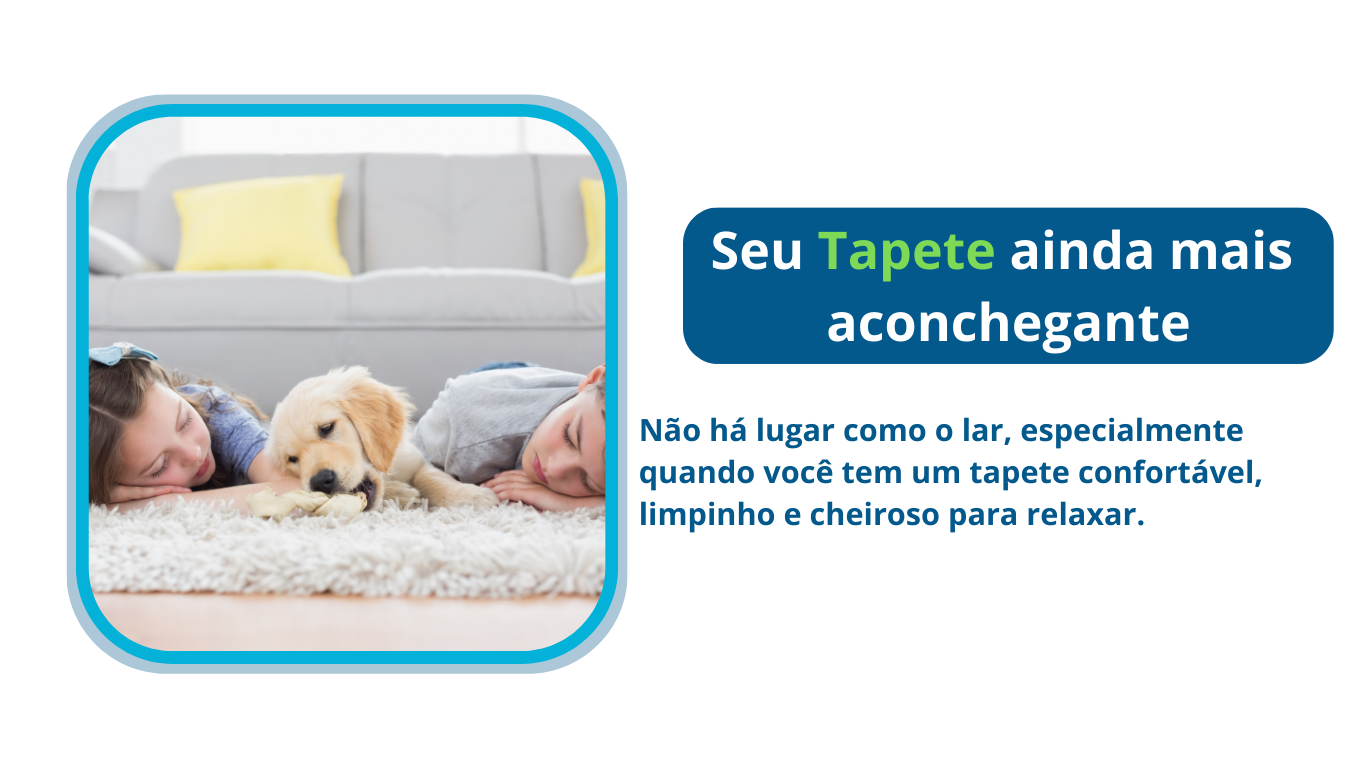 Seu Tapete ainda mais
aconchegante
Não há lugar como o lar, especialmente
quando você tem um tapete confortável,
limpinho e cheiroso para relaxar.